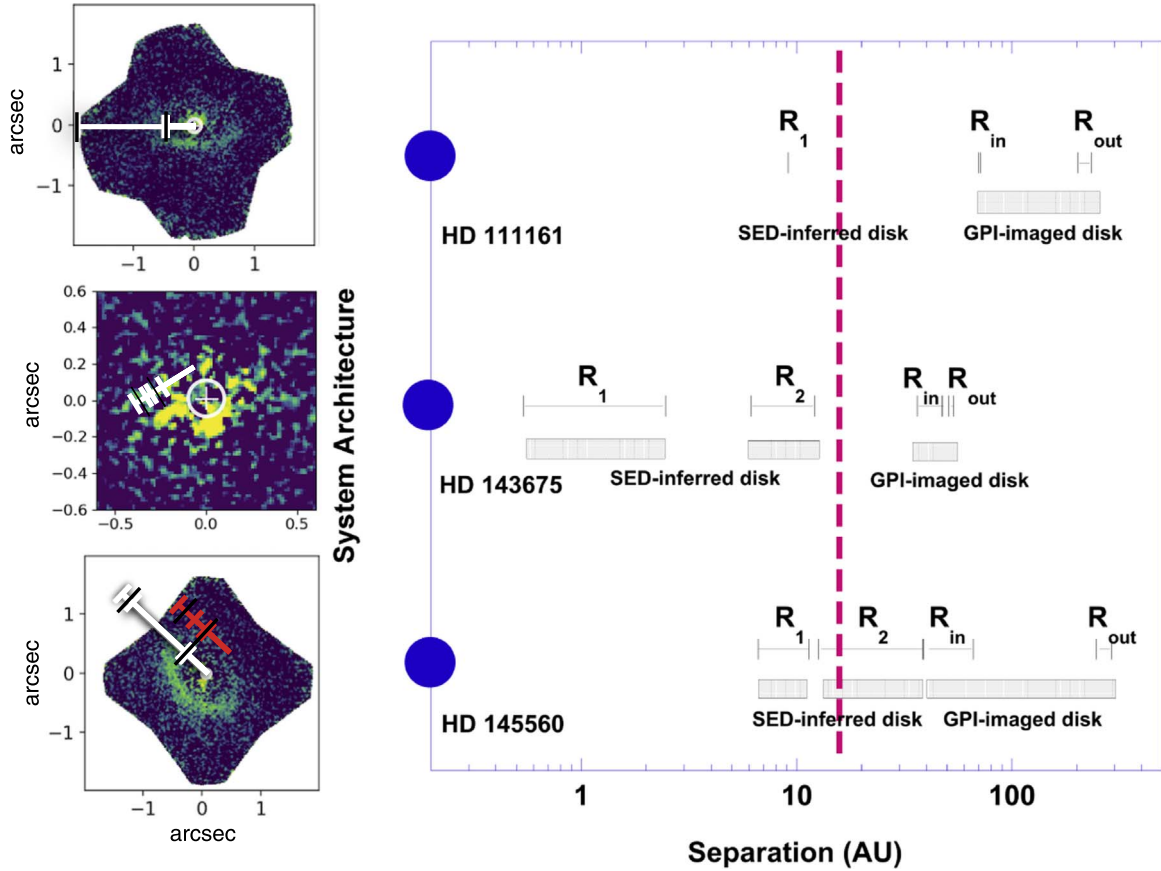 1
0
−1
arcsec
−1
0
1
0.6
0.4
0.2
0.0
−0.2
−0.4
−0.6
arcsec
−0.5
0.0
0.5
1
0
−1
arcsec
−1
0
1
arcsec
System Architecture
R1
Rin
Rout
HD 111161
SED-inferred disk
GPI-imaged disk
R1
R2
Rin
Rout
HD 143675
SED-inferred disk
GPI-imaged disk
R1
R2
Rin
Rout
HD 145560
SED-inferred disk
GPI-imaged disk
1
10
100
Separation (AU)